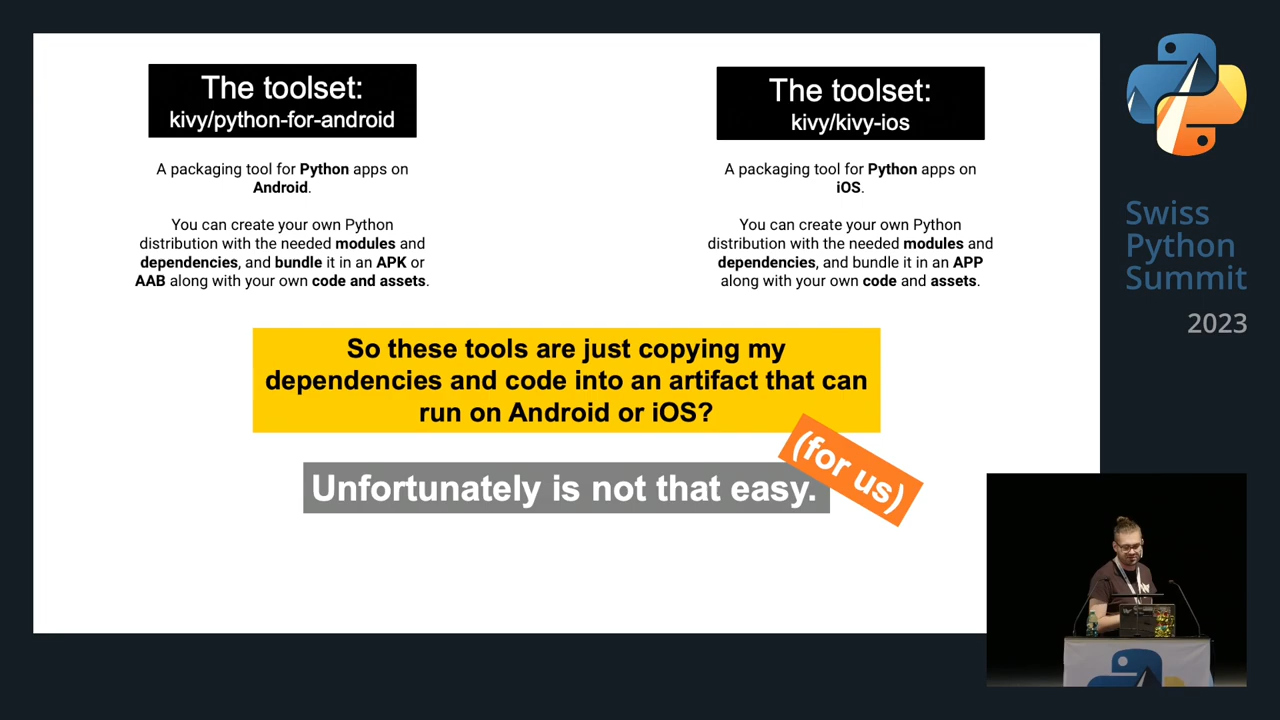 The toolset:
kivy/python-for-android
A packaging tool for Python apps on
Android.
You can create your own Python
distribution with the needed modules and
dependencies, and bundle it in an APK or
AAB along with your own code and assets.
The toolset:
kivy/kivy-ios
A packaging tool for Python apps on
iOS.
You can create your own Python
distribution with the needed modules and
dependencies, and bundle it in an APP
along with your own code and assets.
So these tools are just copying my
dependencies and code into an artifact that can
run on Android or iOS?
Unfortunately is not that easy.
(for us)
Swiss
Python
Summit
2023